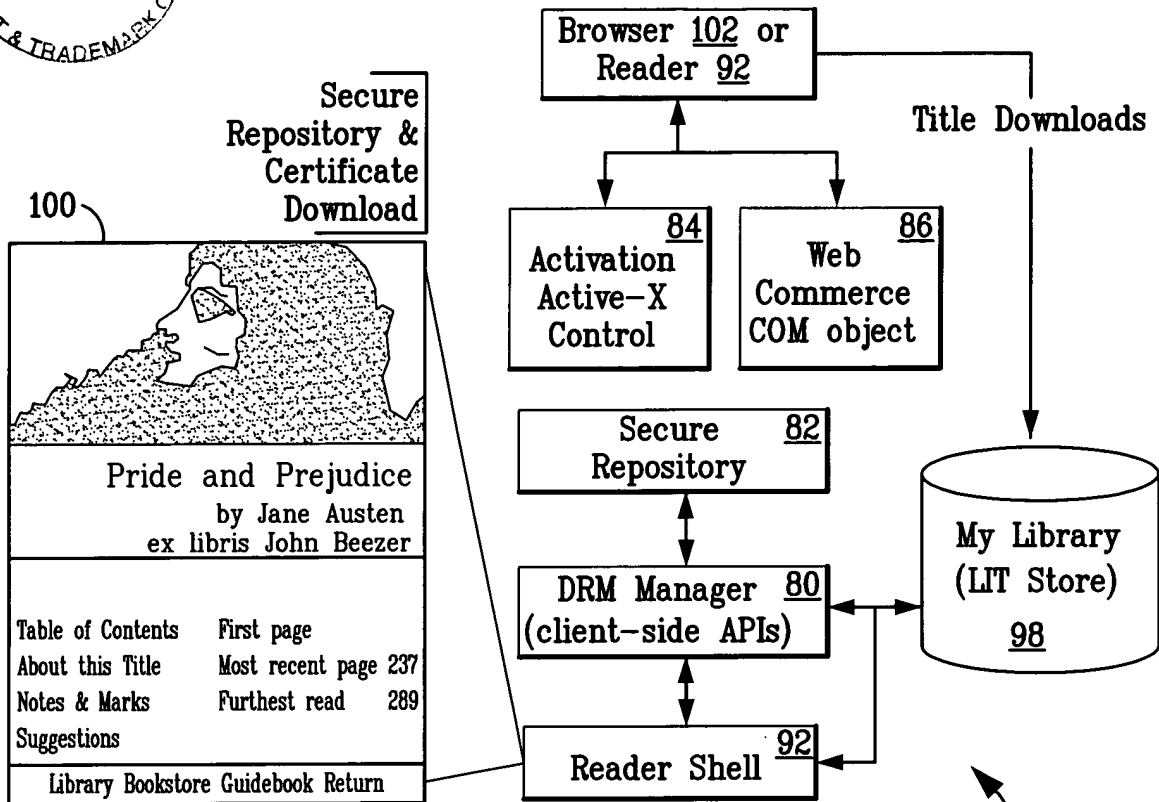 T & TRADEMARK
Browser 102 or
Reader 92
Secure
Repository &
Certificate
Download
Title Downloads
100
84
Activation
Active-X
Control
86
Web
Commerce
COM object
Pride and Prejudice
by Jane Austen
ex libris John Beezer
Secure 82
Repository
My Library
(LIT Store)
98
DRM Manager 80
(client-side APIs)
Table of Contents First page
About this Title Most recent page 237
Notes & Marks Furthest read 289
Suggestions
Reader Shell 92
Library Bookstore Guidebook Return